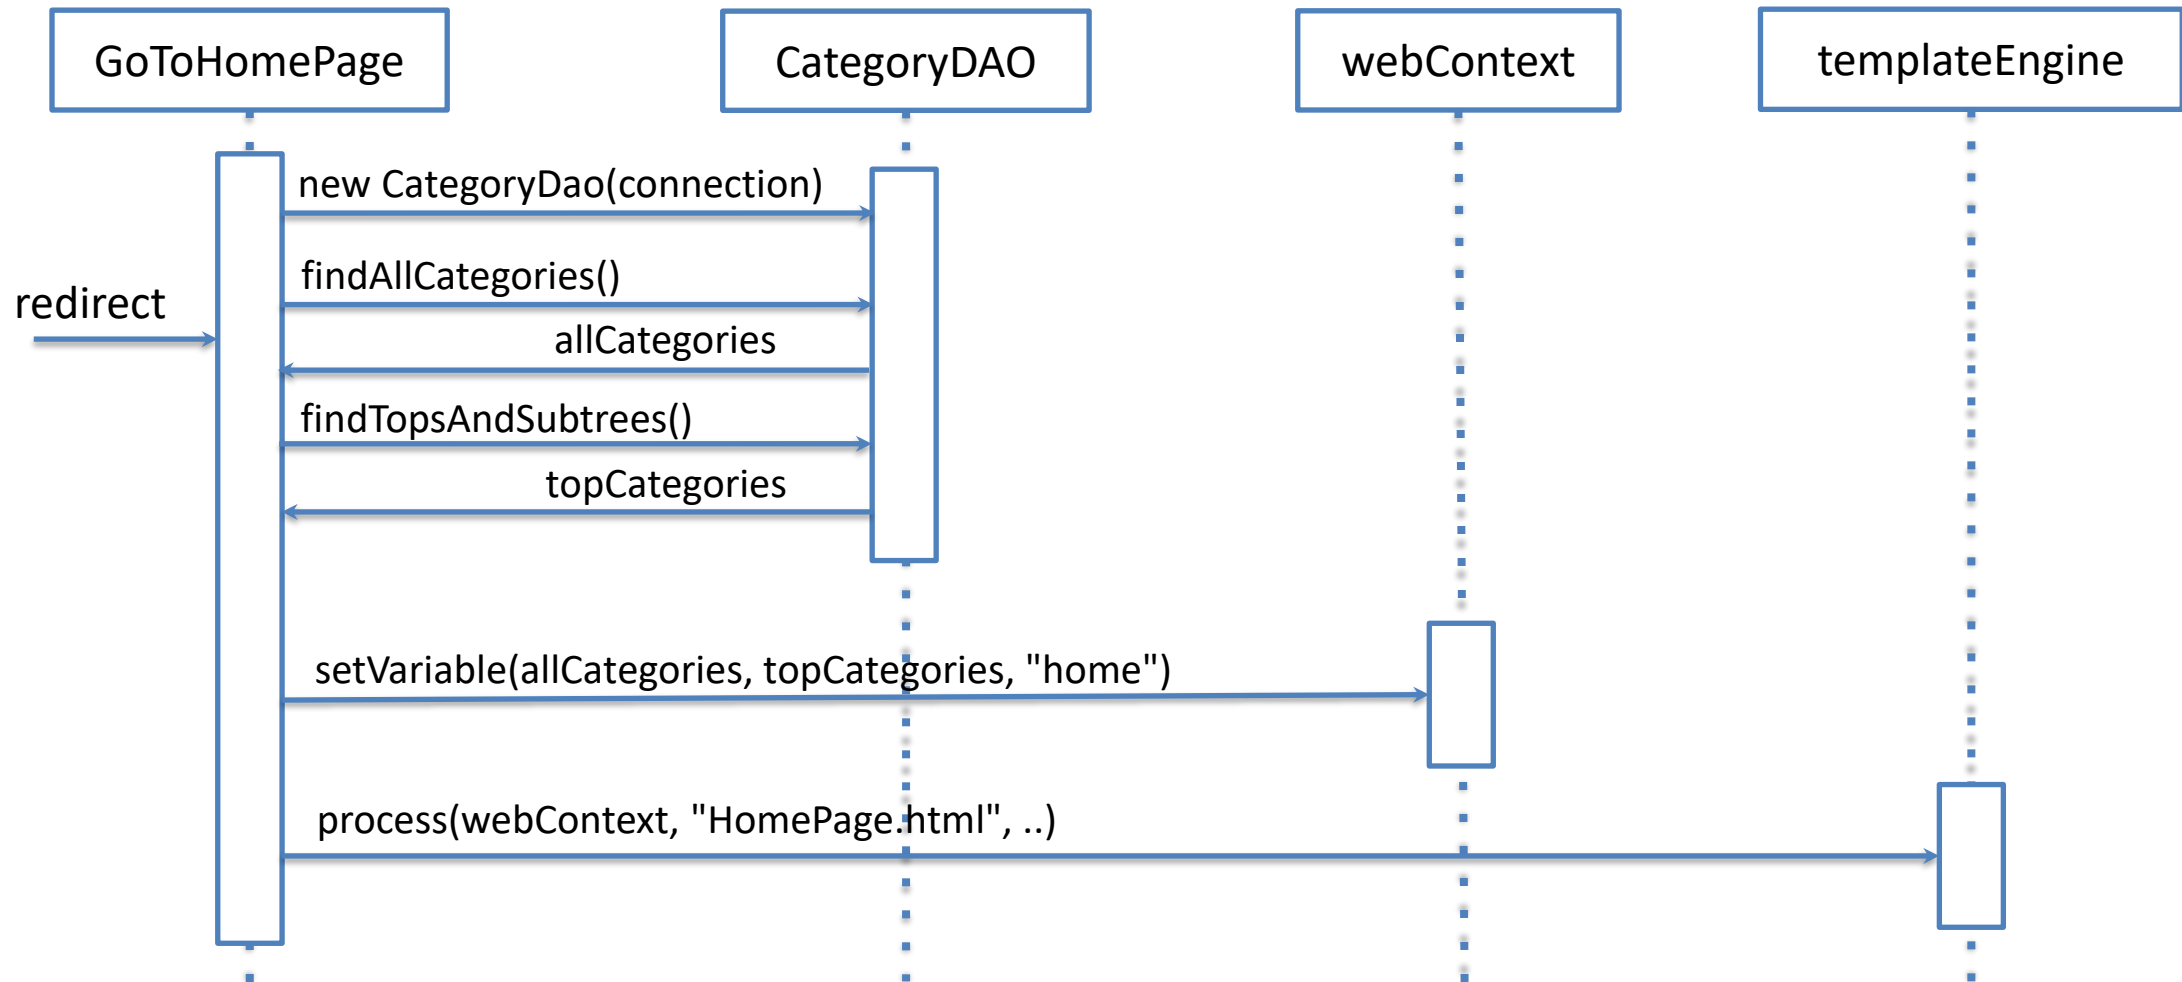 GoToHomePage
CategoryDAO
webContext
templateEngine
new CategoryDao(connection)
findAllCategories()
redirect
allCategories
findTopsAndSubtrees()
topCategories
setVariable(allCategories, topCategories, "home")
process(webContext, "HomePage.html", ..)